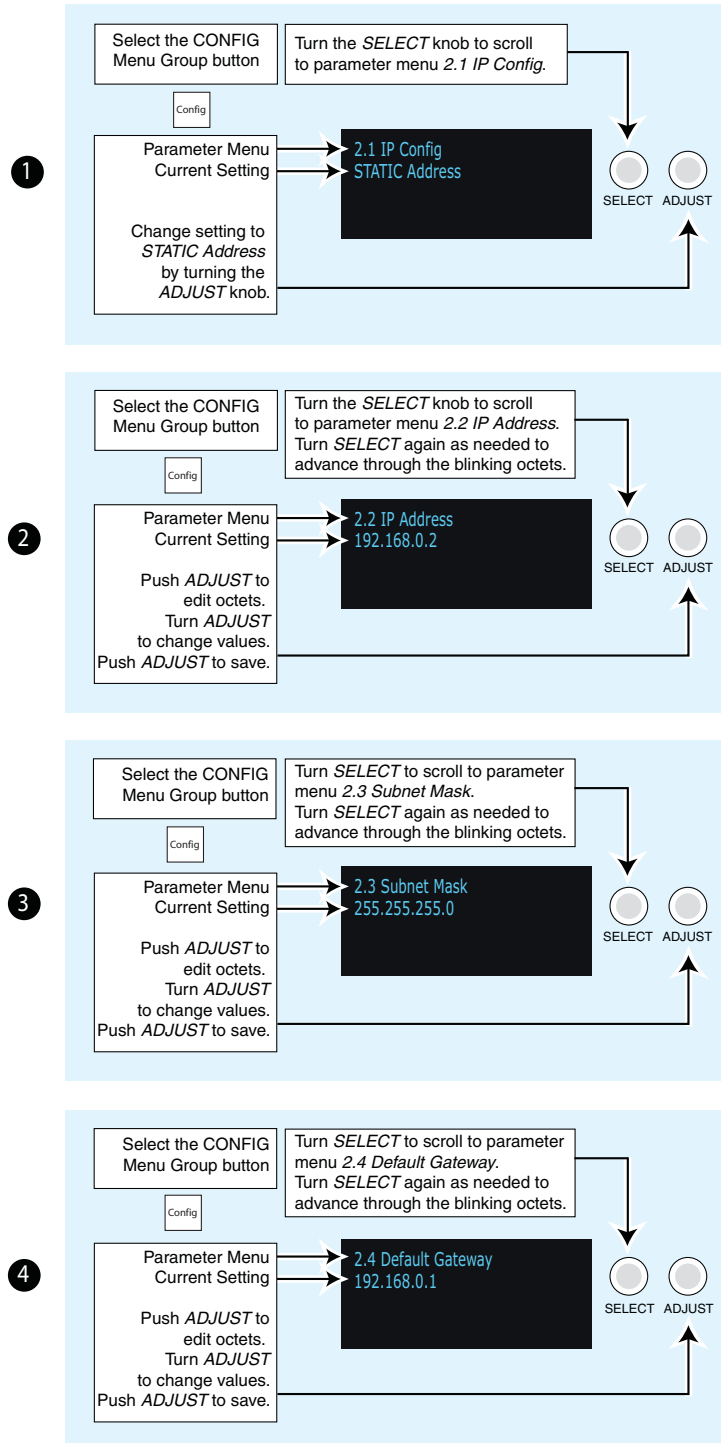 1
Select the CONFIG
Menu Group button
Turn the SELECT knob to scroll
to parameter menu 2.1 IP Config.
Config
Parameter Menu
Current Setting
Change setting to
STATIC Address
by turning the
ADJUST knob.
2.1 IP Config
STATIC Address
SELECT ADJUST
2
Select the CONFIG
Menu Group button
Turn the SELECT knob to scroll
to parameter menu 2.2 IP Address.
Turn SELECT again as needed to
advance through the blinking octets.
Config
Parameter Menu
Current Setting
Push ADJUST to
edit octets.
Turn ADJUST
to change values.
Push ADJUST to save.
2.2 IP Address
192.168.0.2
SELECT ADJUST
3
Select the CONFIG
Menu Group button
Turn SELECT to scroll to parameter
menu 2.3 Subnet Mask.
Turn SELECT again as needed to
advance through the blinking octets.
Config
Parameter Menu
Current Setting
Push ADJUST to
edit octets.
Turn ADJUST
to change values.
Push ADJUST to save.
2.3 Subnet Mask
255.255.255.0
SELECT ADJUST
4
Select the CONFIG
Menu Group button
Turn SELECT to scroll to parameter
menu 2.4 Default Gateway.
Turn SELECT again as needed to
advance through the blinking octets.
Config
Parameter Menu
Current Setting
Push ADJUST to
edit octets.
Turn ADJUST
to change values.
Push ADJUST to save.
2.4 Default Gateway
192.168.0.1
SELECT ADJUST